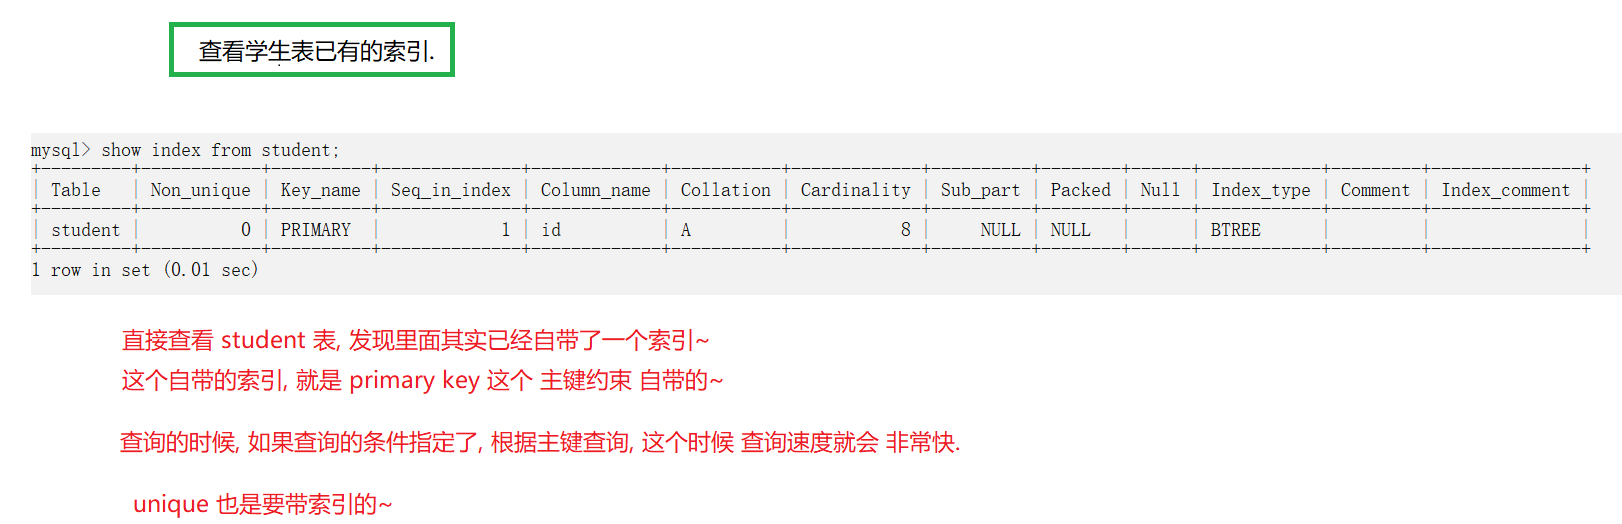 查看学生表已有的索引.
mysql> show index from student;
+---------+------------+----------+--------------+-------------+-----------+-------------+----------+--------+------+------------+---------+---------------+
| Table   | Non_unique | Key_name | Seq_in_index | Column_name | Collation | Cardinality | Sub_part | Packed | Null | Index_type | Comment | Index_comment |
+---------+------------+----------+--------------+-------------+-----------+-------------+----------+--------+------+------------+---------+---------------+
| student |          0 | PRIMARY  |            1 | id          | A         |           8 |     NULL | NULL   |      | BTREE      |         |               |
+---------+------------+----------+--------------+-------------+-----------+-------------+----------+--------+------+------------+---------+---------------+
1 row in set (0.01 sec)
直接查看 student 表, 发现里面其实已经自带了一个索引~
这个自带的索引, 就是 primary key 这个 主键约束 自带的~
查询的时候, 如果查询的条件指定了, 根据主键查询, 这个时候 查询速度就会 非常快.
unique 也是要带索引的~